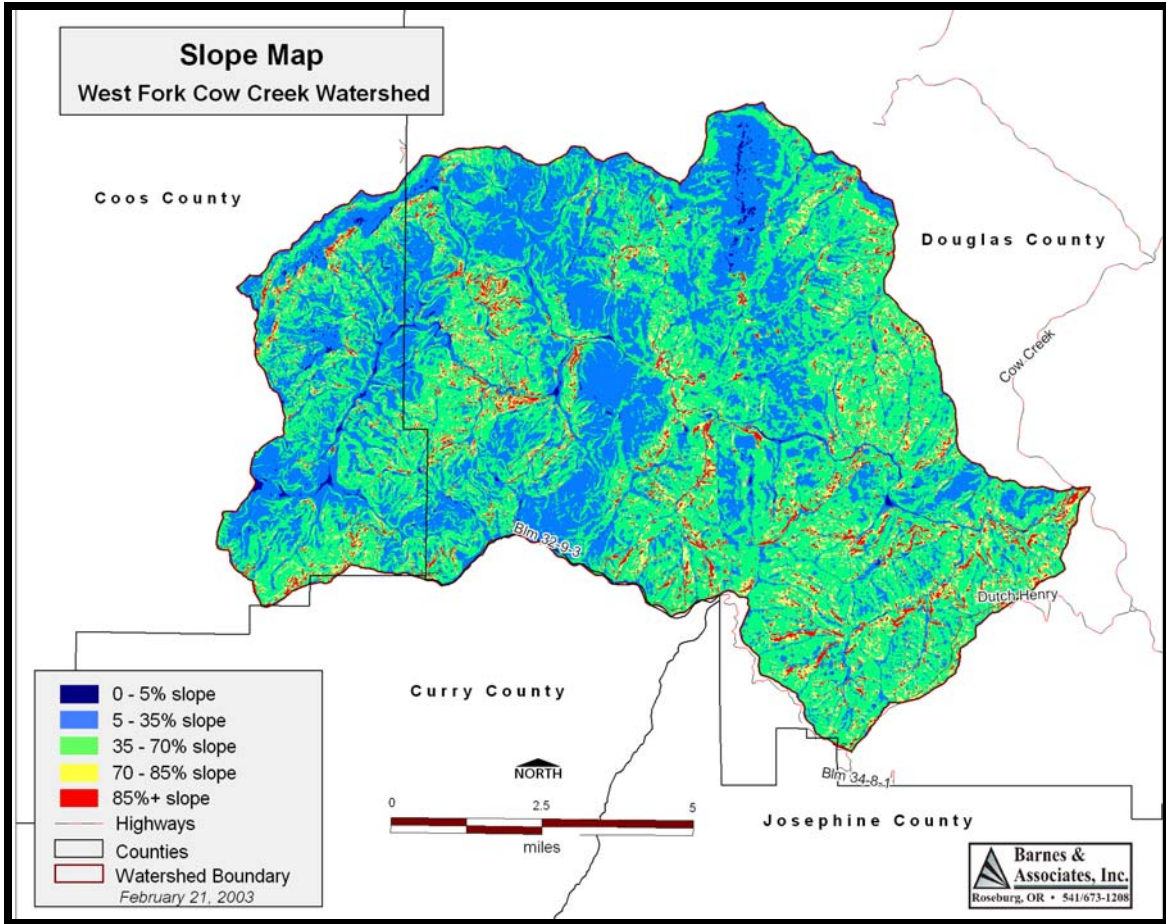 Slope Map
West Fork Cow Creek Watershed
Coos County
Douglas County
Cow Creek
Blm 32-9-3
Dutch Henry
Curry County
Blm 34-8-1
Josephine County
NORTH
0 2.5 5
miles
0 - 5% slope
5 - 35% slope
35 - 70% slope
70 - 85% slope
85%+ slope
Highways
Counties
Watershed Boundary
February 21, 2003
Barnes &
Associates, Inc.
Roseburg, OR • 541/673-1208